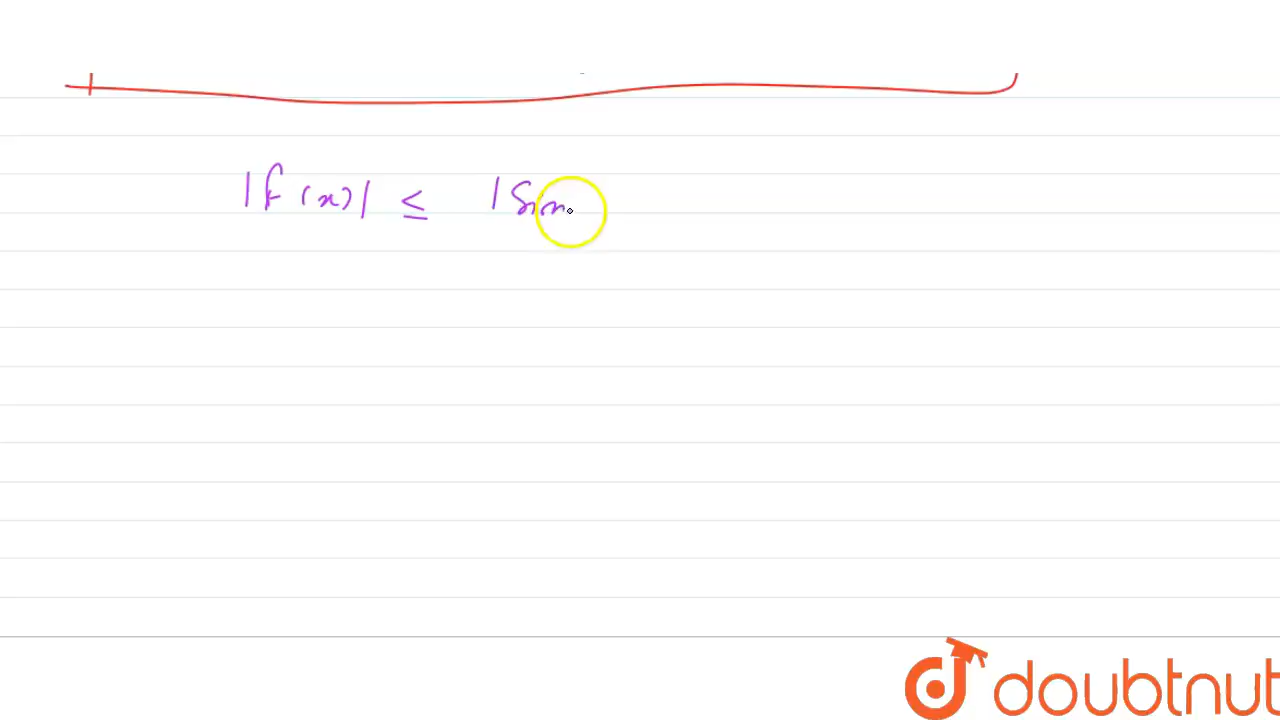 |f(x)| ≤ |Sin
doubtnut